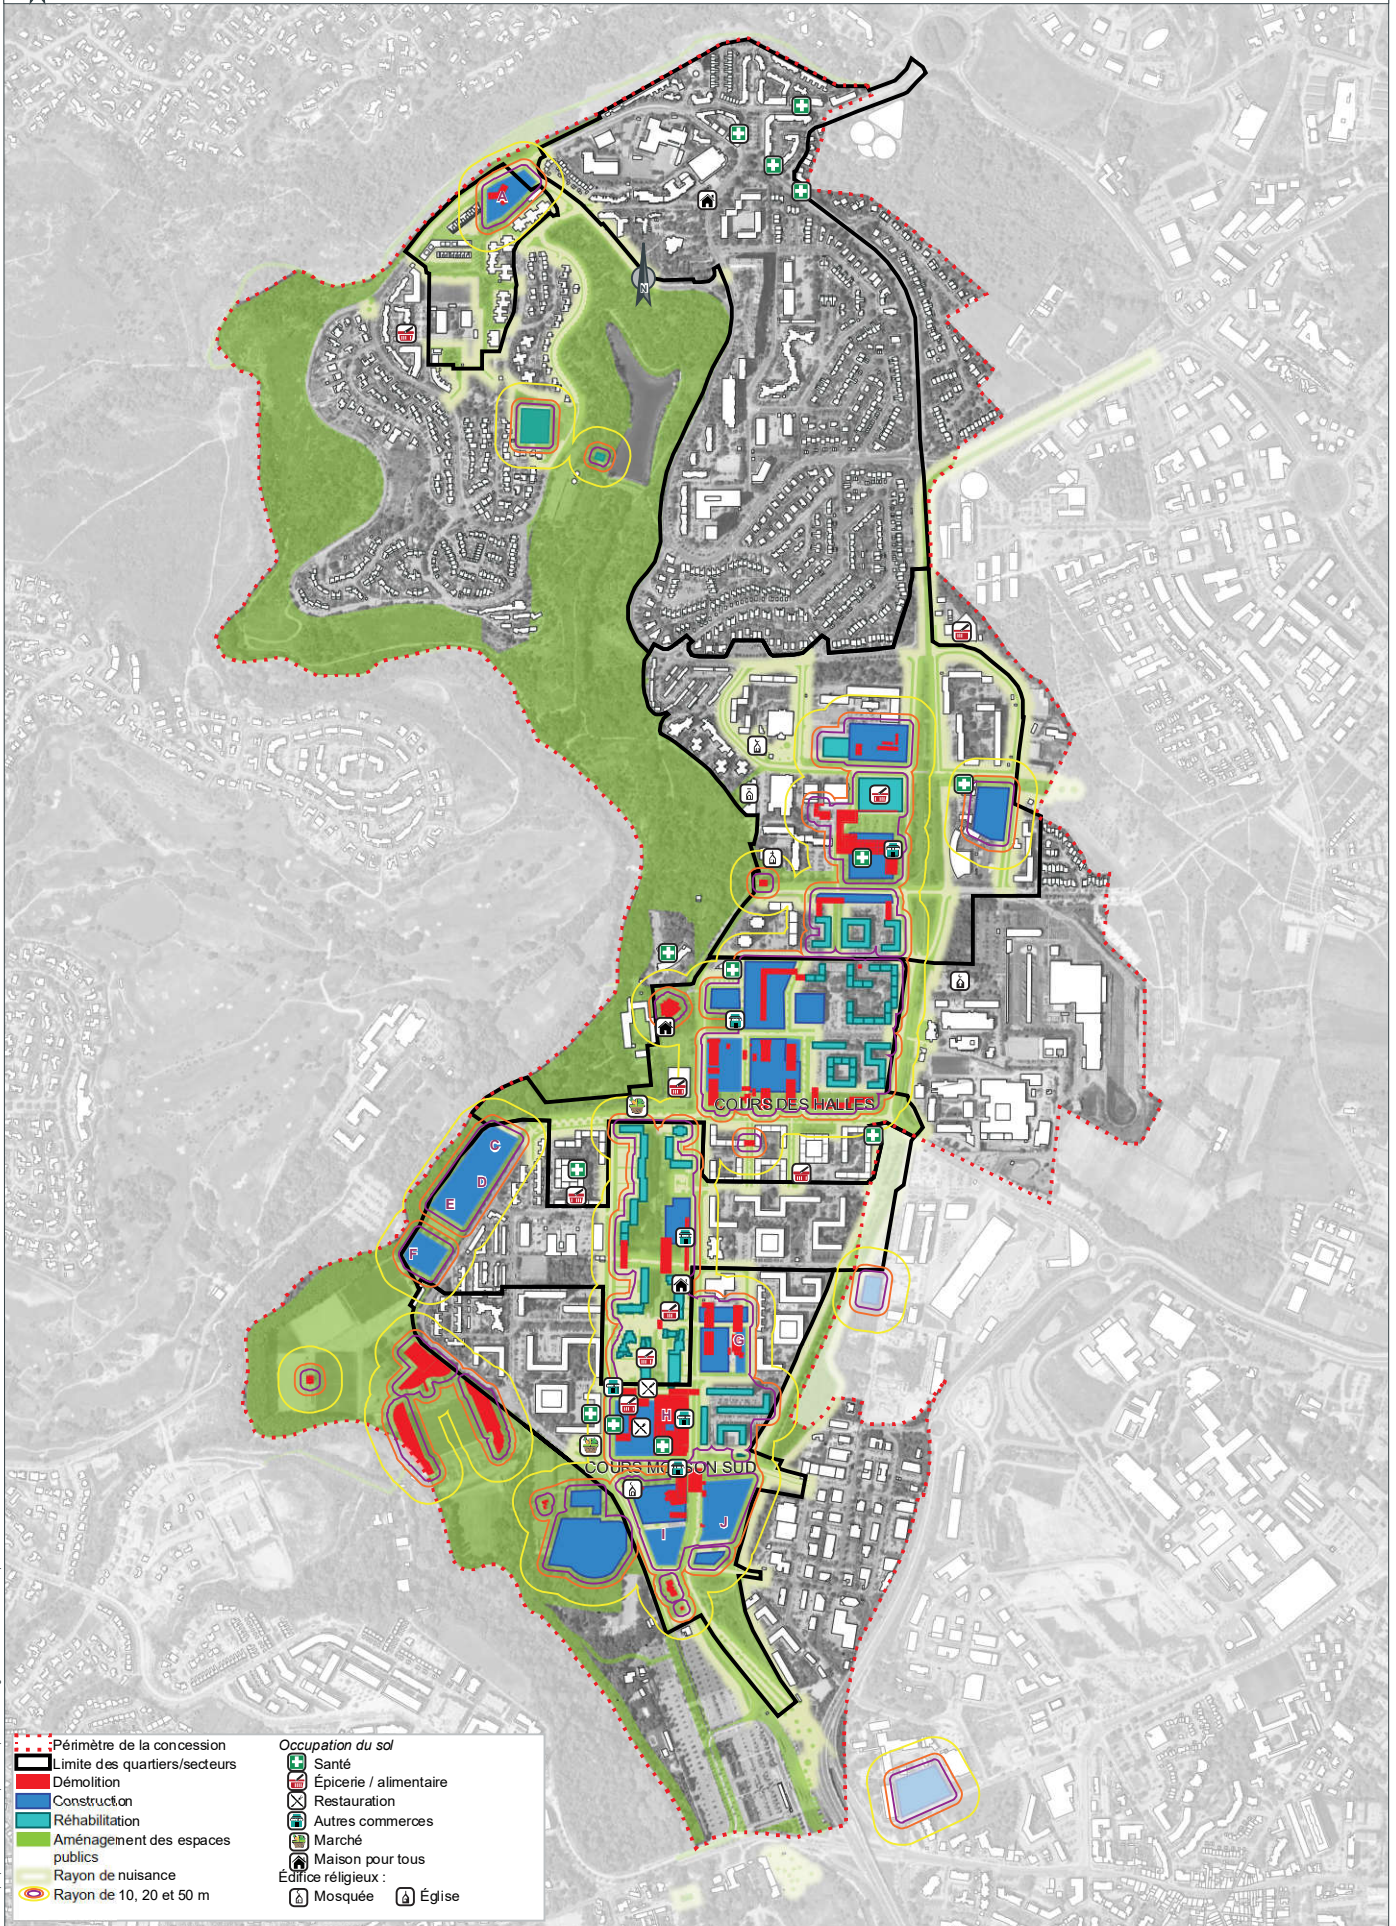 A
N
COURS DES HALLES
C
D
E
F
G
H
COURS MOSSON SUD
I
J
Périmètre de la concession
Limite des quartiers/secteurs
Démolition
Construction
Réhabilitation
Aménagement des espaces
publics
Rayon de nuisance
Rayon de 10, 20 et 50 m
Occupation du sol
Santé
Épicerie / alimentaire
Restauration
Autres commerces
Marché
Maison pour tous
Édifice réligieux :
Mosquée
Église